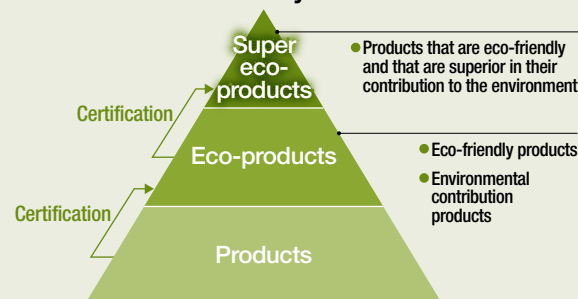 Super
eco-
products
● Products that are eco-friendly
and that are superior in their
contribution to the environment
Certification
Eco-products
● Eco-friendly products
● Environmental
contribution
products
Certification
Products